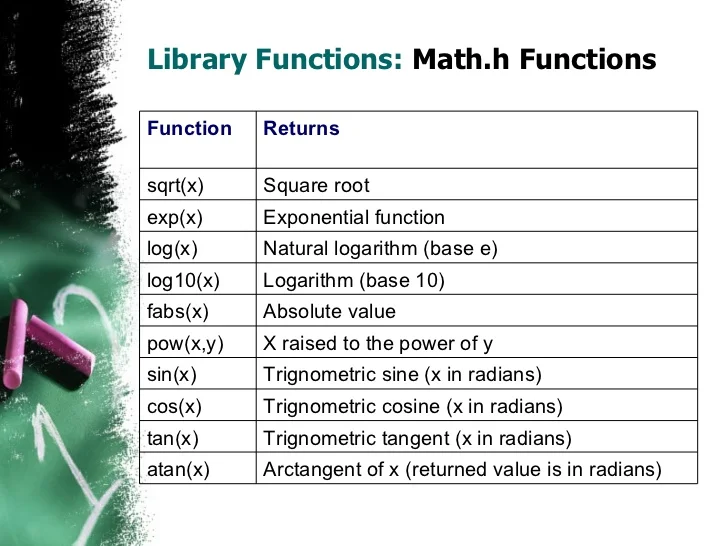 Library Functions: Math.h Functions
Function Returns
sqrt(x) Square root
exp(x) Exponential function
log(x) Natural logarithm (base e)
log10(x) Logarithm (base 10)
fabs(x) Absolute value
pow(x,y) X raised to the power of y
sin(x) Trignometric sine (x in radians)
cos(x) Trignometric cosine (x in radians)
tan(x) Trignometric tangent (x in radians)
atan(x) Arctangent of x (returned value is in radians)